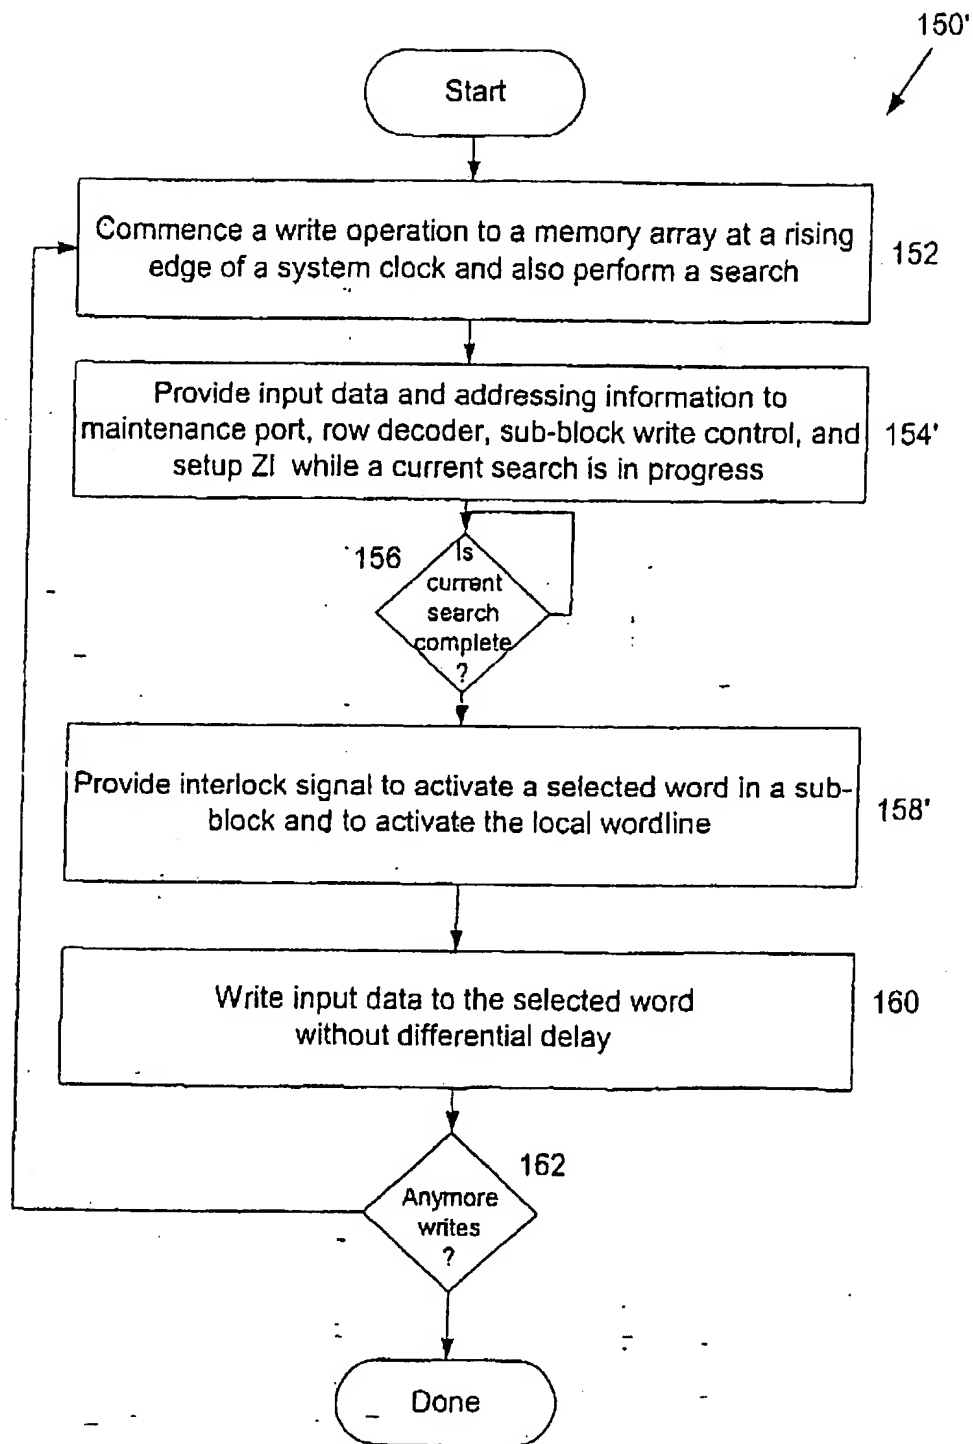 150'
Start
Commence a write operation to a memory array at a rising
edge of a system clock and also perform a search
152
Provide input data and addressing information to
maintenance port, row decoder, sub-block write control, and
setup ZI while a current search is in progress
154'
156
Is
current
search
complete
?
Provide interlock signal to activate a selected word in a sub-
block and to activate the local wordline
158'
Write input data to the selected word
without differential delay
160
162
Anymore
writes
?
Done